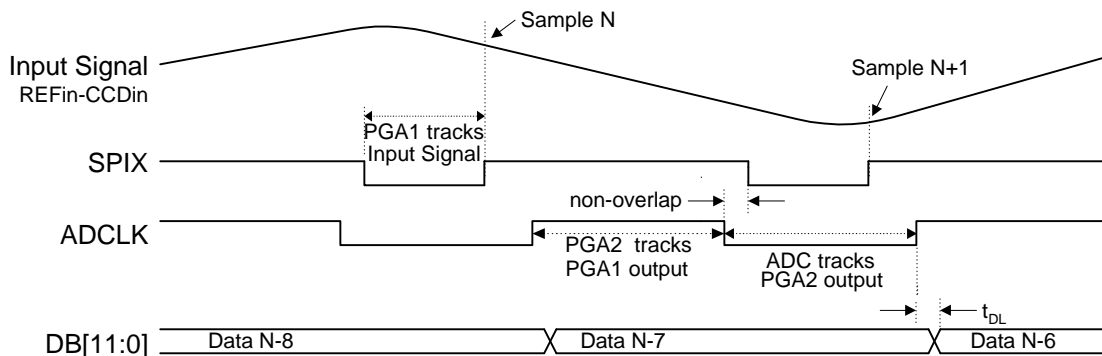 Sample N
Input Signal
REFin-CCDin
Sample N+1
PGA1 tracks
Input Signal
SPIX
non-overlap
ADCLK
PGA2 tracks
PGA1 output
ADC tracks
PGA2 output
tDL
DB[11:0]
Data N-8
Data N-7
Data N-6